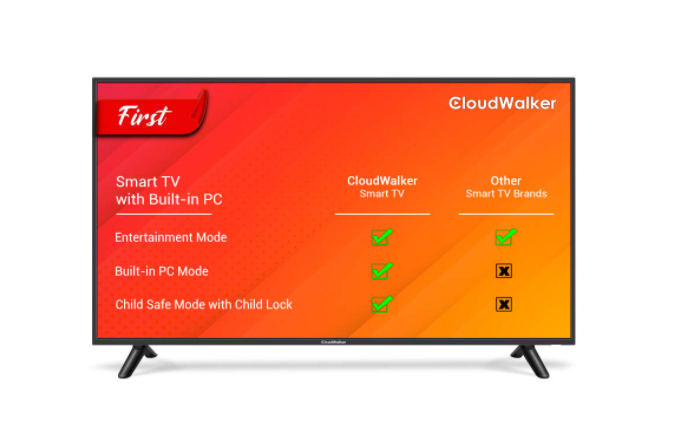 First
CloudWalker
Smart TV
with Built-in PC
CloudWalker
Smart TV
Other
Smart TV Brands
Entertainment Mode
Built-in PC Mode
Child Safe Mode with Child Lock
CloudWalker